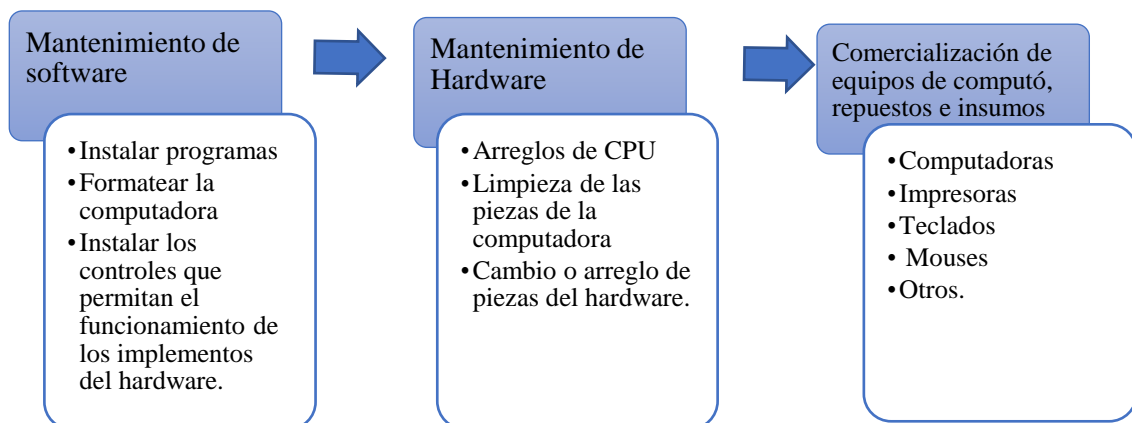 Mantenimiento de
software
•Instalar programas
•Formatear la
computadora
•Instalar los
controles que
permitan el
funcionamiento de
los implementos
del hardware.
Mantenimiento de
Hardware
•Arreglos de CPU
•Limpieza de las
piezas de la
computadora
•Cambio o arreglo de
piezas del hardware.
Comercialización de
equipos de computó,
repuestos e insumos
•Computadoras
•Impresoras
•Teclados
• Mouses
•Otros.